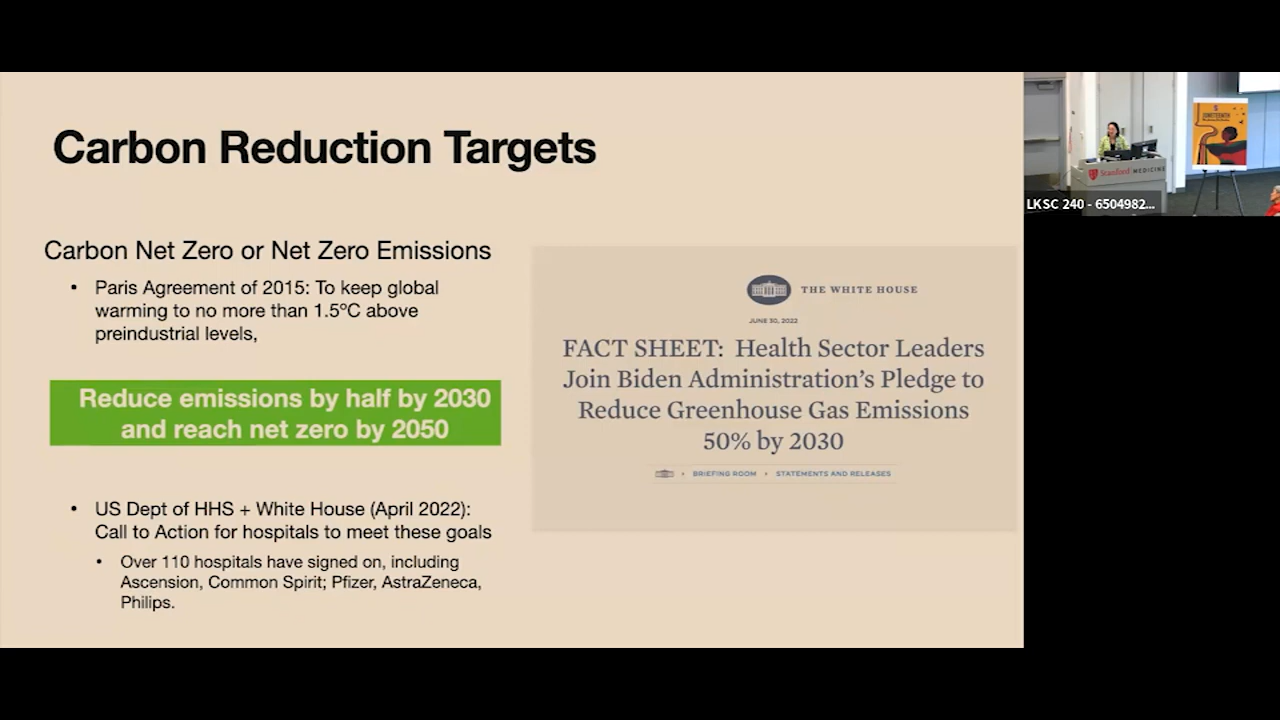 Carbon Reduction Targets
Carbon Net Zero or Net Zero Emissions
• Paris Agreement of 2015: To keep global
warming to no more than 1.5ºC above
preindustrial levels,
Reduce emissions by half by 2030
and reach net zero by 2050
• US Dept of HHS + White House (April 2022):
Call to Action for hospitals to meet these goals
• Over 110 hospitals have signed on, including
Ascension, Common Spirit; Pfizer, AstraZeneca,
Philips.
THE WHITE HOUSE
JUNE 30, 2022
FACT SHEET: Health Sector Leaders
Join Biden Administration's Pledge to
Reduce Greenhouse Gas Emissions
50% by 2030
• BRIEFING ROOM • STATEMENTS AND RELEASES
JUNETEENTH
Stanford MEDICINE
LKSC 240 - 6504982...